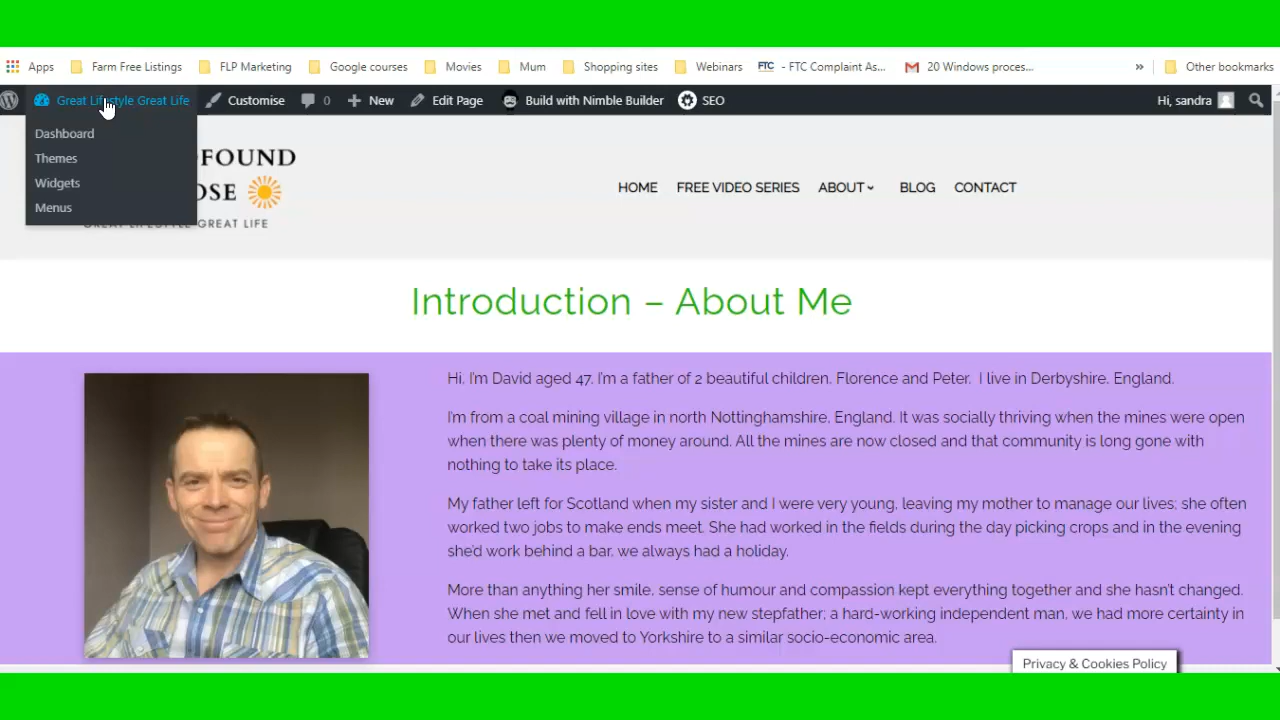 Apps Farm Free Listings FLP Marketing Google courses Movies Mum Shopping sites Webinars FTC - FTC Complaint As... 20 Windows proces... » Other bookmarks
Great Lifestyle Great Life Customise 0 New Edit Page Build with Nimble Builder SEO Hi, sandra
Dashboard
Themes
Widgets
Menus
FOUND
OSE
GREAT LIFE
HOME FREE VIDEO SERIES ABOUT BLOG CONTACT
Introduction – About Me
Hi, I'm David aged 47, I'm a father of 2 beautiful children, Florence and Peter. I live in Derbyshire, England.
I'm from a coal mining village in north Nottinghamshire, England. It was socially thriving when the mines were open
when there was plenty of money around. All the mines are now closed and that community is long gone with
nothing to take its place.
My father left for Scotland when my sister and I were very young, leaving my mother to manage our lives; she often
worked two jobs to make ends meet. She had worked in the fields during the day picking crops and in the evening
she'd work behind a bar, we always had a holiday.
More than anything her smile, sense of humour and compassion kept everything together and she hasn't changed.
When she met and fell in love with my new stepfather; a hard-working independent man, we had more certainty in
our lives then we moved to Yorkshire to a similar socio-economic area.
Privacy & Cookies Policy